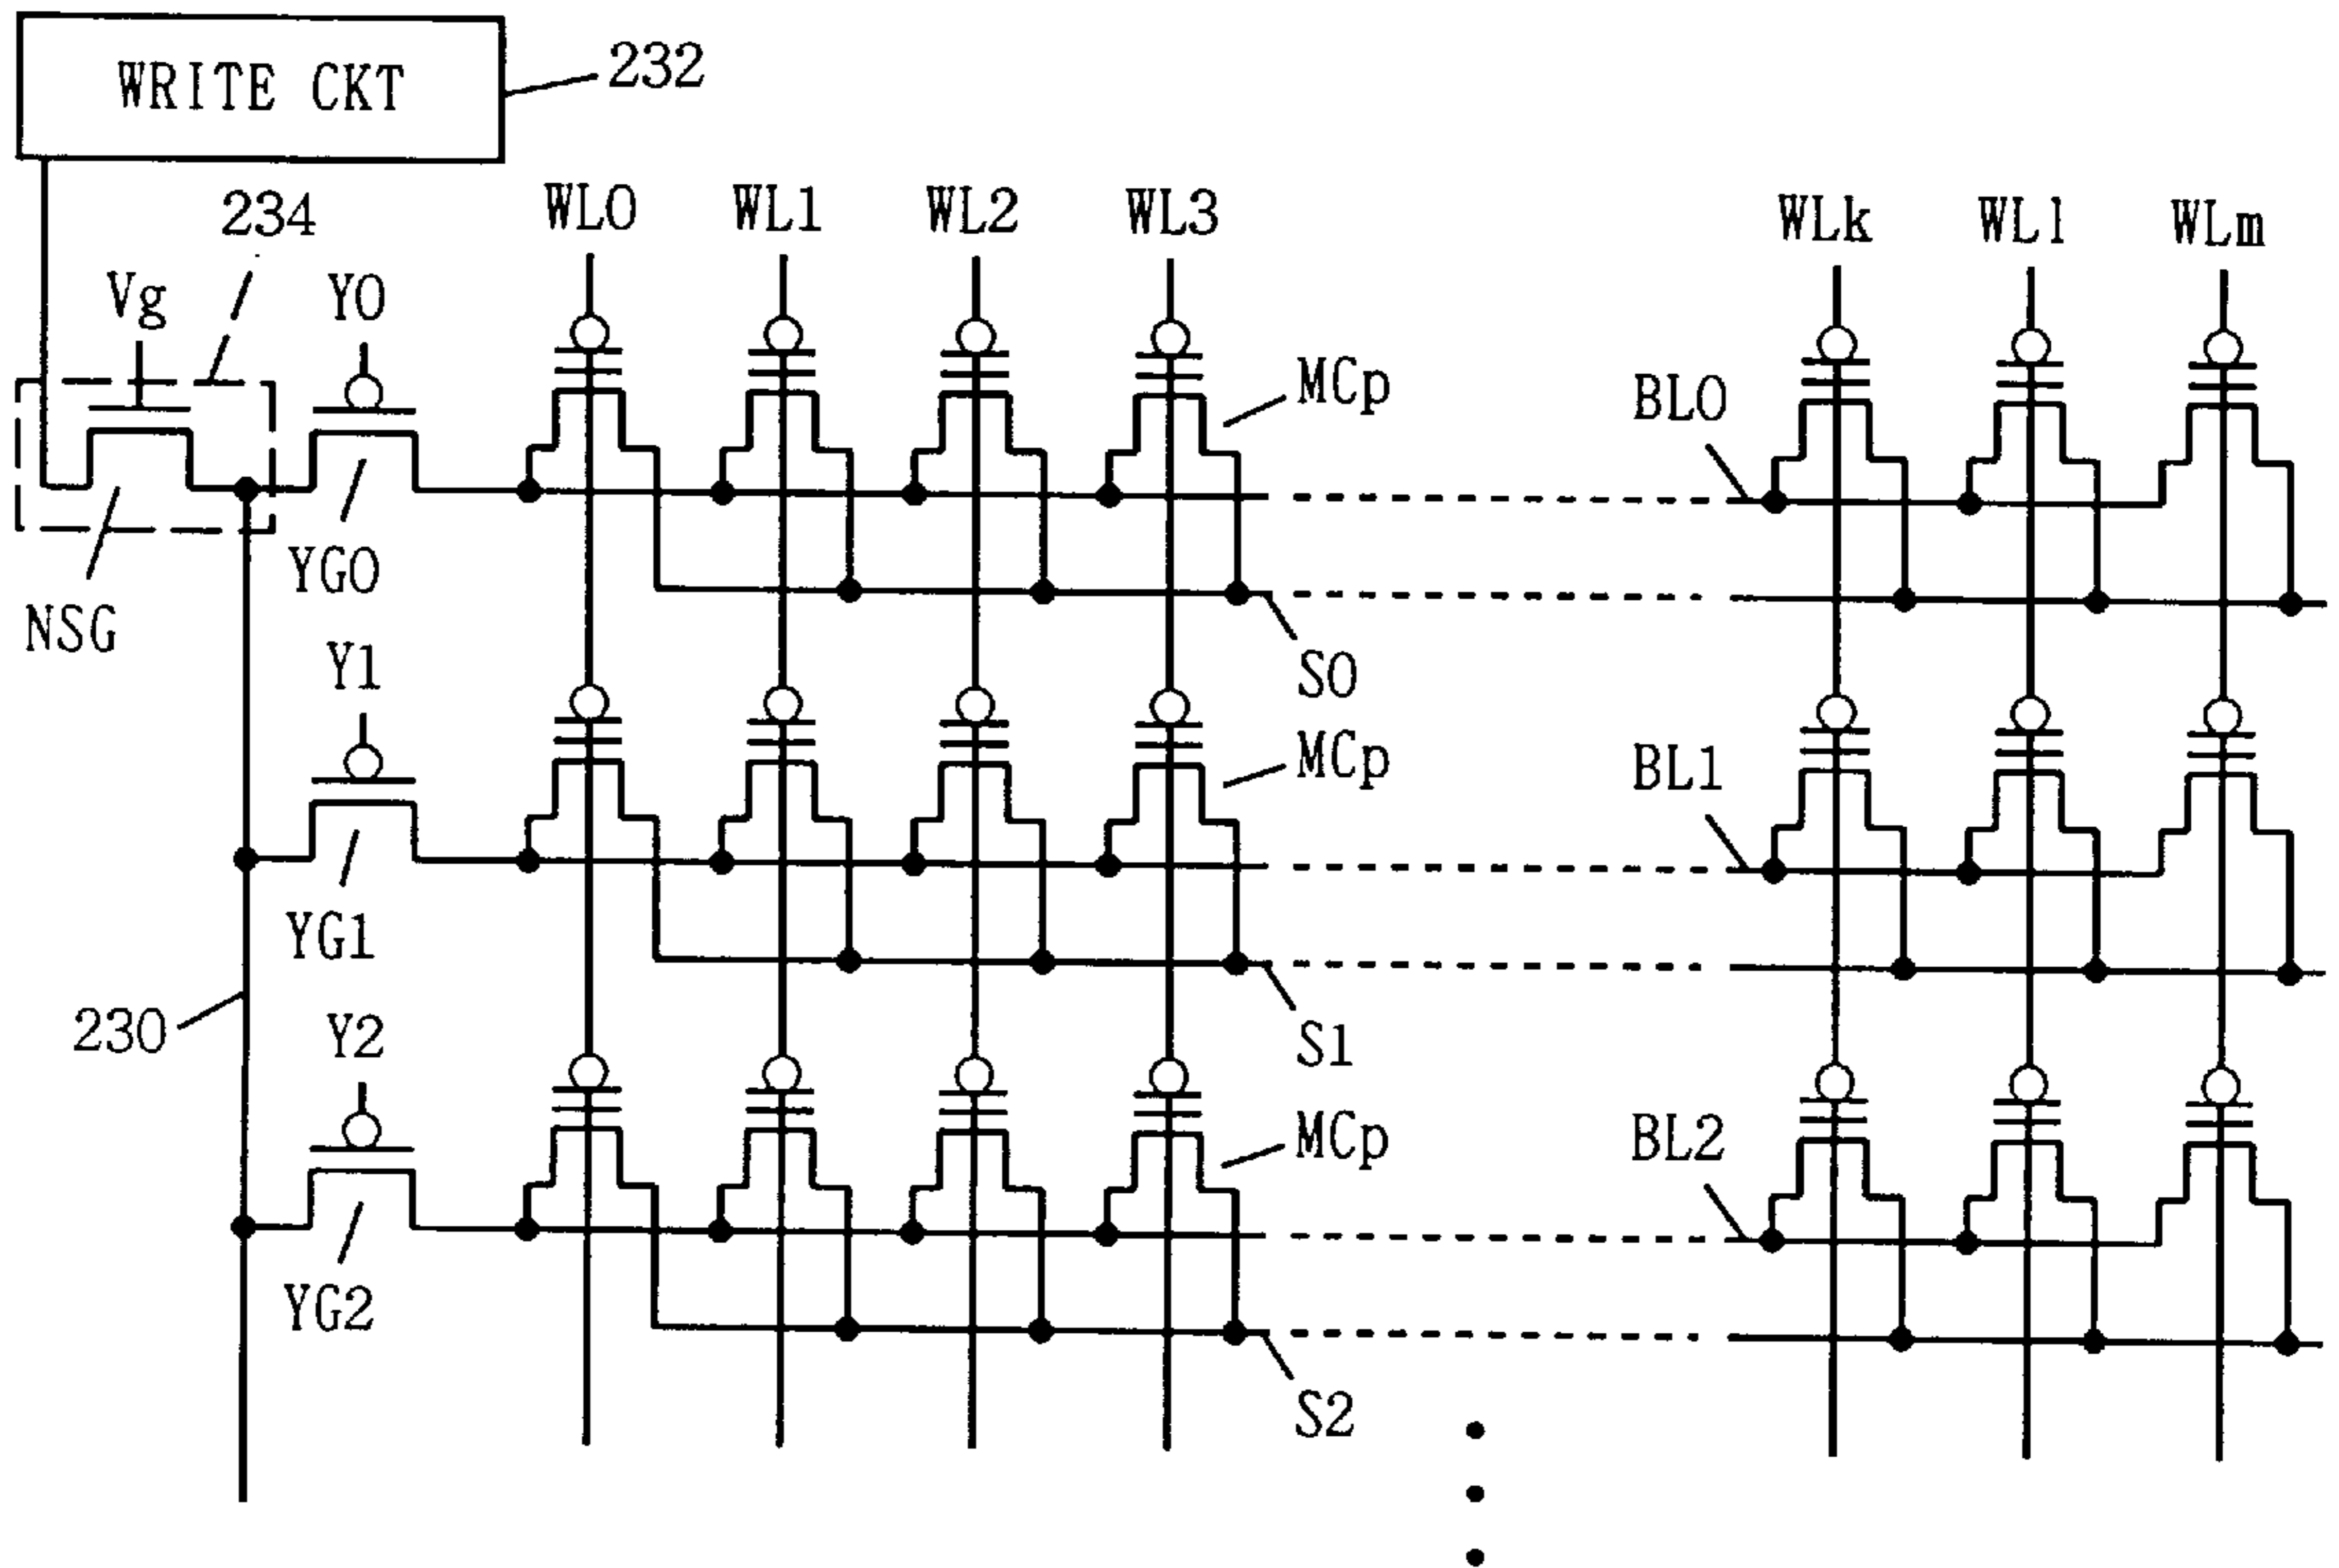 WRITE CKT
232
234
WL0 WL1 WL2 WL3 WLk WLl WLm
Vg Y0
MCp BL0
YG0
NSG
S0
Y1
MCp BL1
YG1
230
S1
Y2
MCp BL2
YG2
S2